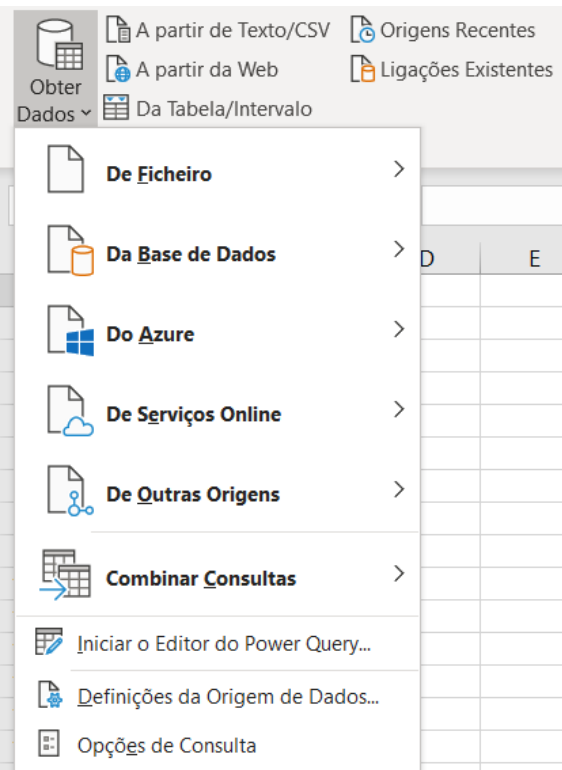 Obter
Dados
A partir de Texto/CSV
A partir da Web
Da Tabela/Intervalo
Origens Recentes
Ligações Existentes
De Ficheiro
Da Base de Dados
Do Azure
De Serviços Online
De Outras Origens
Combinar Consultas
Iniciar o Editor do Power Query...
Definições da Origem de Dados...
Opções de Consulta
D E